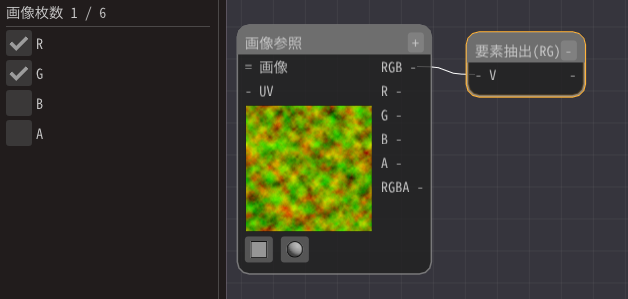 画像枚数 1 / 6
R
G
B
A
画像参照 +
= 画像
- UV
RGB -
R -
G -
B -
A -
RGBA -
要素抽出(RG) -
- V -